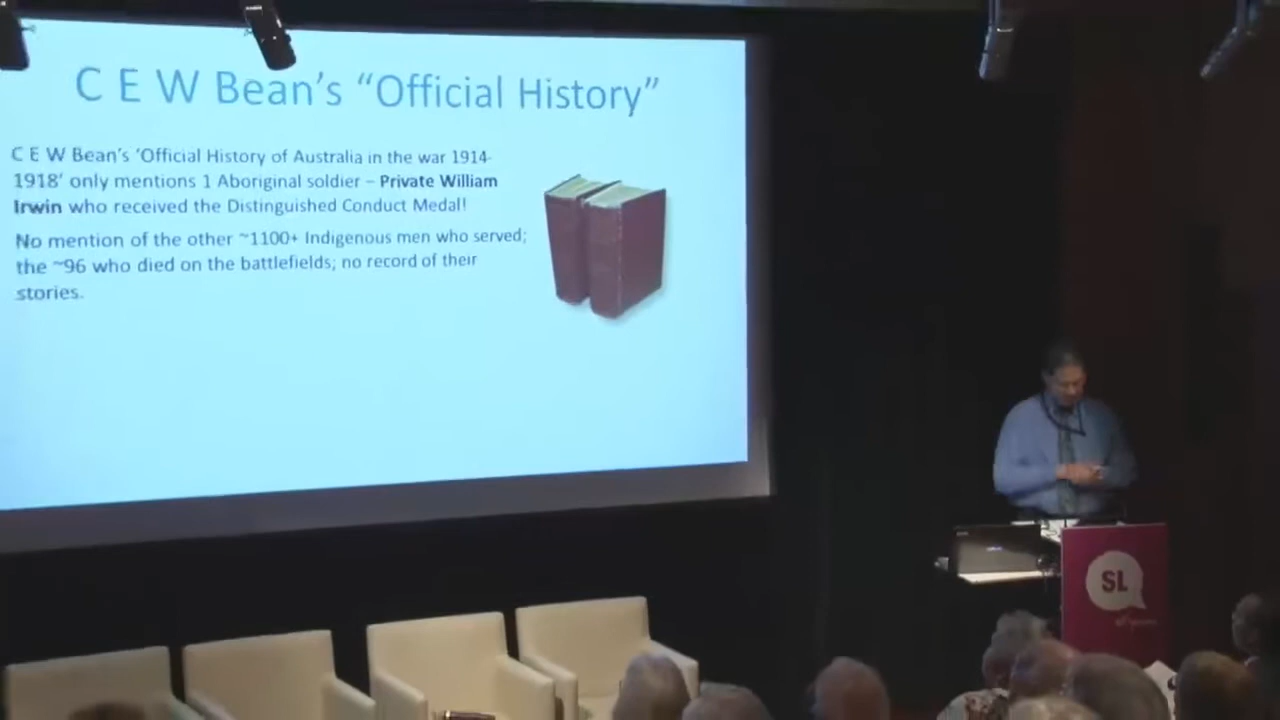 C E W Bean's “Official History”
C E W Bean's ‘Official History of Australia in the war 1914-
1918’ only mentions 1 Aboriginal soldier – Private William
Irwin who received the Distinguished Conduct Medal!
No mention of the other ~1100+ Indigenous men who served;
the ~96 who died on the battlefields; no record of their
stories.
SL